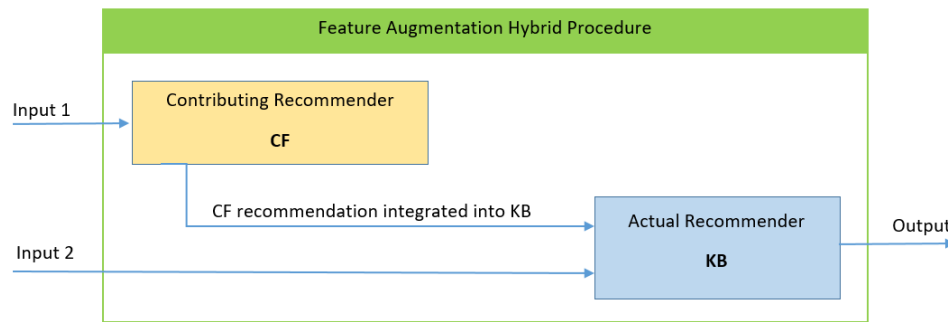 Feature Augmentation Hybrid Procedure
Input 1
Contributing Recommender
CF
CF recommendation integrated into KB
Actual Recommender
KB
Output
Input 2